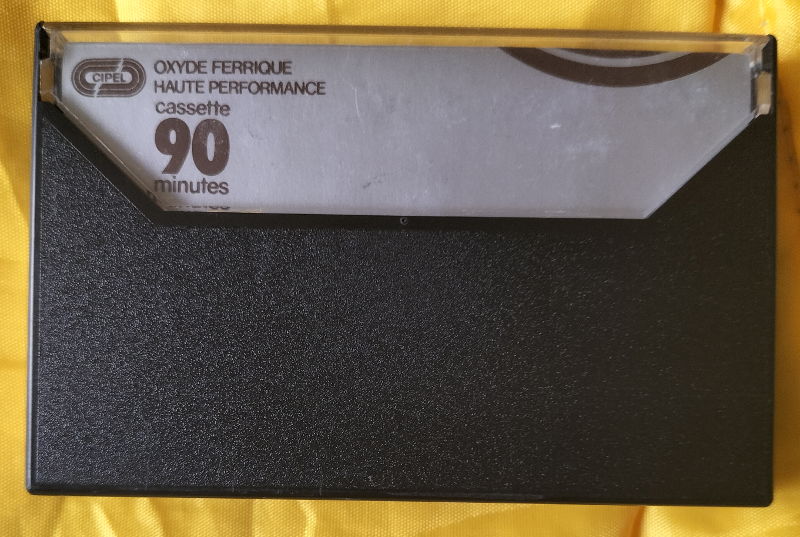 CIPEL
OXYDE FERRIQUE
HAUTE PERFORMANCE
cassette
90
minutes